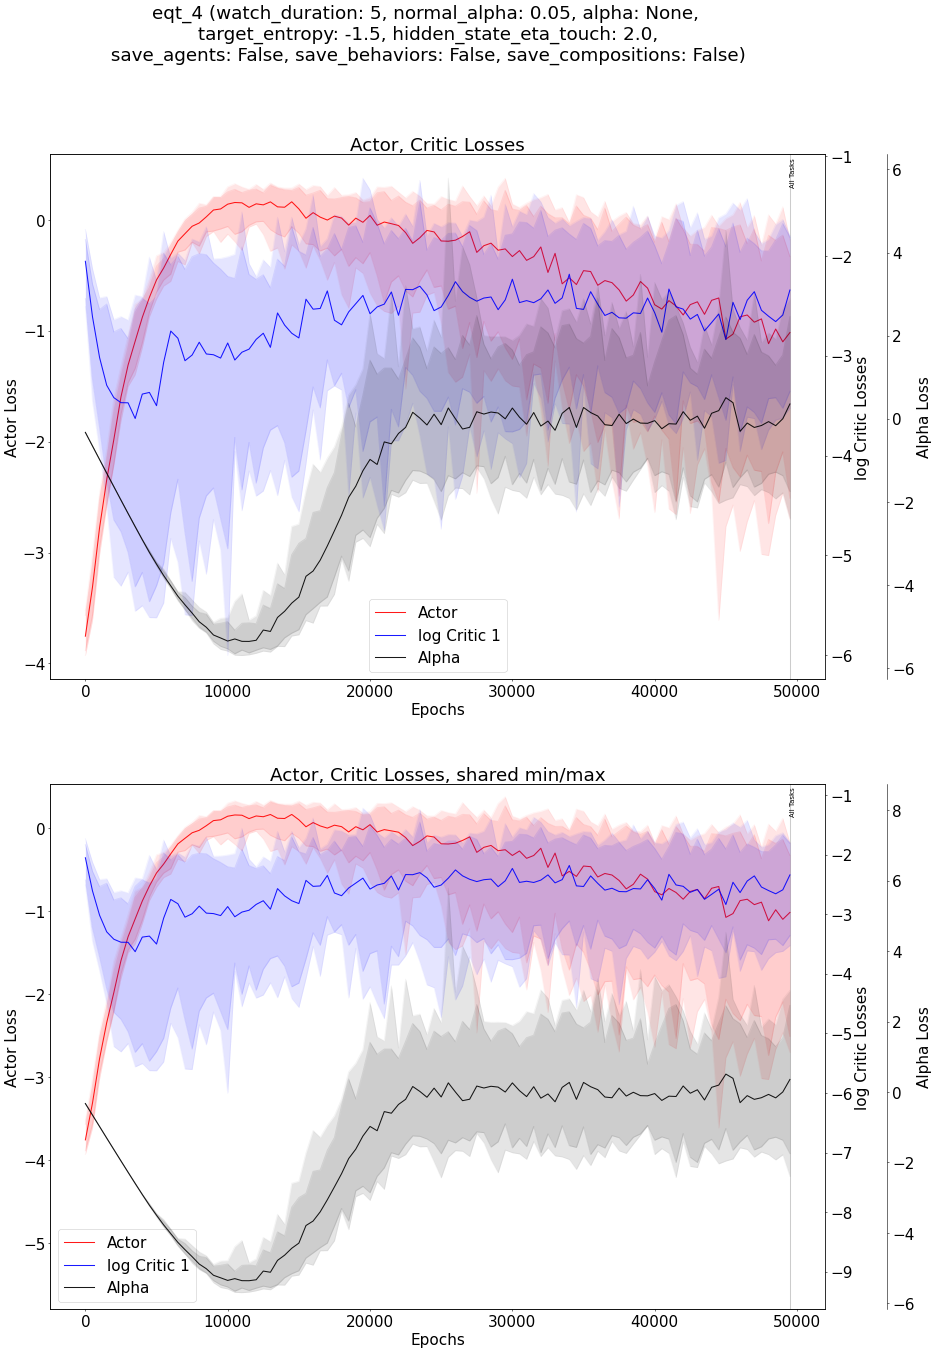 eqt_4 (watch_duration: 5, normal_alpha: 0.05, alpha: None,
target_entropy: -1.5, hidden_state_eta_touch: 2.0,
save_agents: False, save_behaviors: False, save_compositions: False)
Actor, Critic Losses
All Tasks
0
−1
−2
−3
−4
Actor Loss
−1
−2
−3
−4
−5
−6
log Critic Losses
6
4
2
0
−2
−4
−6
Alpha Loss
Actor
log Critic 1
Alpha
0
10000
20000
30000
40000
50000
Epochs
Actor, Critic Losses, shared min/max
All Tasks
0
−1
−2
−3
−4
−5
Actor Loss
−1
−2
−3
−4
−5
−6
−7
−8
−9
log Critic Losses
8
6
4
2
0
−2
−4
−6
Alpha Loss
Actor
log Critic 1
Alpha
0
10000
20000
30000
40000
50000
Epochs